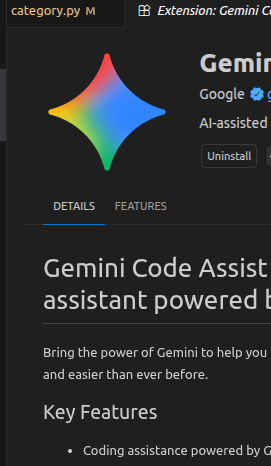 category.py M
Extension: Gemini
Google
AI-assisted
Uninstall
DETAILS
FEATURES
Gemini Code Assist
assistant powered
Bring the power of Gemini to help you
and easier than ever before.
Key Features
• Coding assistance powered by